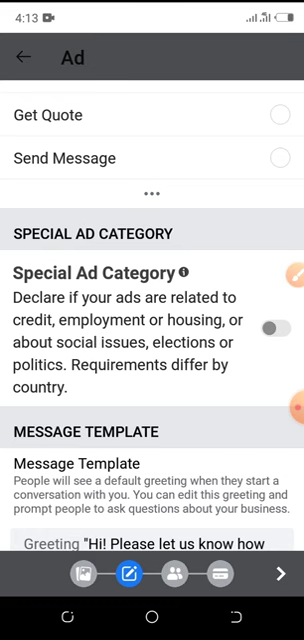 4:13
Ad
Get Quote
Send Message
SPECIAL AD CATEGORY
Special Ad Category
Declare if your ads are related to
credit, employment or housing, or
about social issues, elections or
politics. Requirements differ by
country.
MESSAGE TEMPLATE
Message Template
People will see a default greeting when they start a
conversation with you. You can edit this greeting and
prompt people to ask questions about your business.
Greeting "Hi! Please let us know how